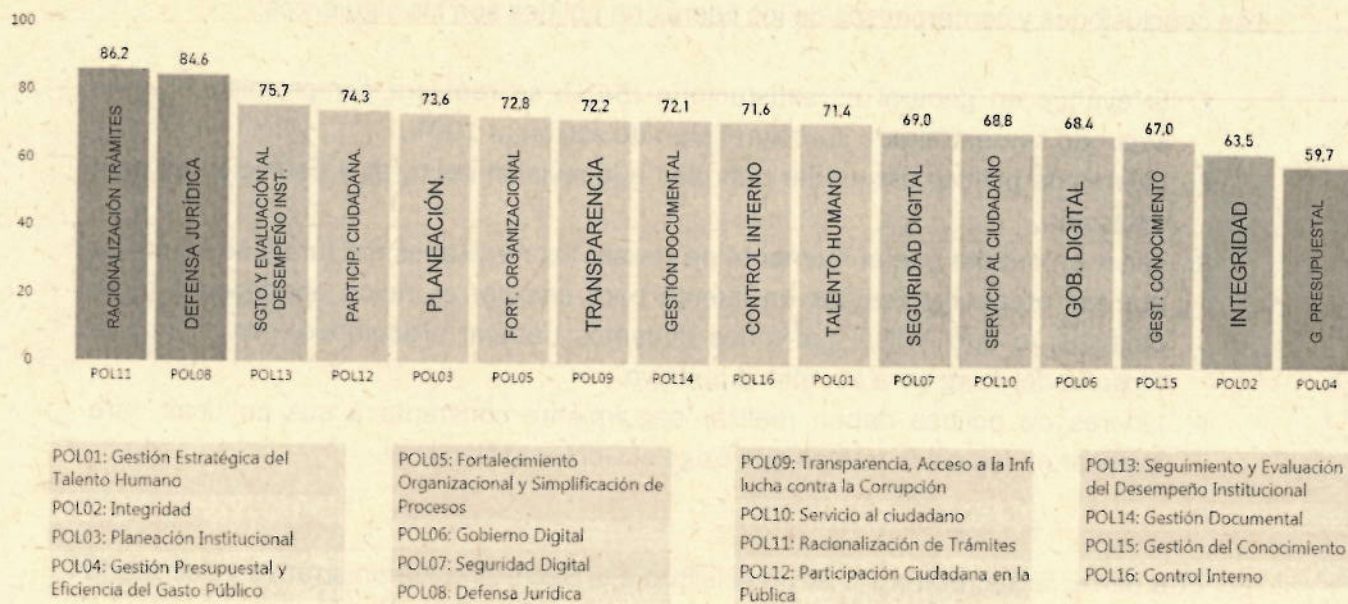 100
80
60
40
20
0
86.2
84.6
75.7
74.3
73.6
72.8
72.2
72.1
71.6
71.4
69.0
68.8
68.4
67.0
63.5
59.7
RACIONALIZACIÓN TRÁMITES
DEFENSA JURÍDICA
SGTO Y EVALUACIÓN AL
DESEMPEÑO INST.
PARTICIP. CIUDADANA.
PLANEACIÓN.
FORT. ORGANIZACIONAL
TRANSPARENCIA
GESTIÓN DOCUMENTAL
CONTROL INTERNO
TALENTO HUMANO
SEGURIDAD DIGITAL
SERVICIO AL CIUDADANO
GOB. DIGITAL
GEST. CONOCIMIENTO
INTEGRIDAD
G. PRESUPUESTAL
POL11
POL08
POL13
POL12
POL03
POL05
POL09
POL14
POL16
POL01
POL07
POL10
POL06
POL15
POL02
POL04
POL01: Gestión Estratégica del
Talento Humano
POL02: Integridad
POL03: Planeación Institucional
POL04: Gestión Presupuestal y
Eficiencia del Gasto Público
POL05: Fortalecimiento
Organizacional y Simplificación de
Procesos
POL06: Gobierno Digital
POL07: Seguridad Digital
POL08: Defensa Jurídica
POL09: Transparencia, Acceso a la Info
lucha contra la Corrupción
POL10: Servicio al ciudadano
POL11: Racionalización de Trámites
POL12: Participación Ciudadana en la
Pública
POL13: Seguimiento y Evaluación
del Desempeño Institucional
POL14: Gestión Documental
POL15: Gestión del Conocimiento
POL16: Control Interno